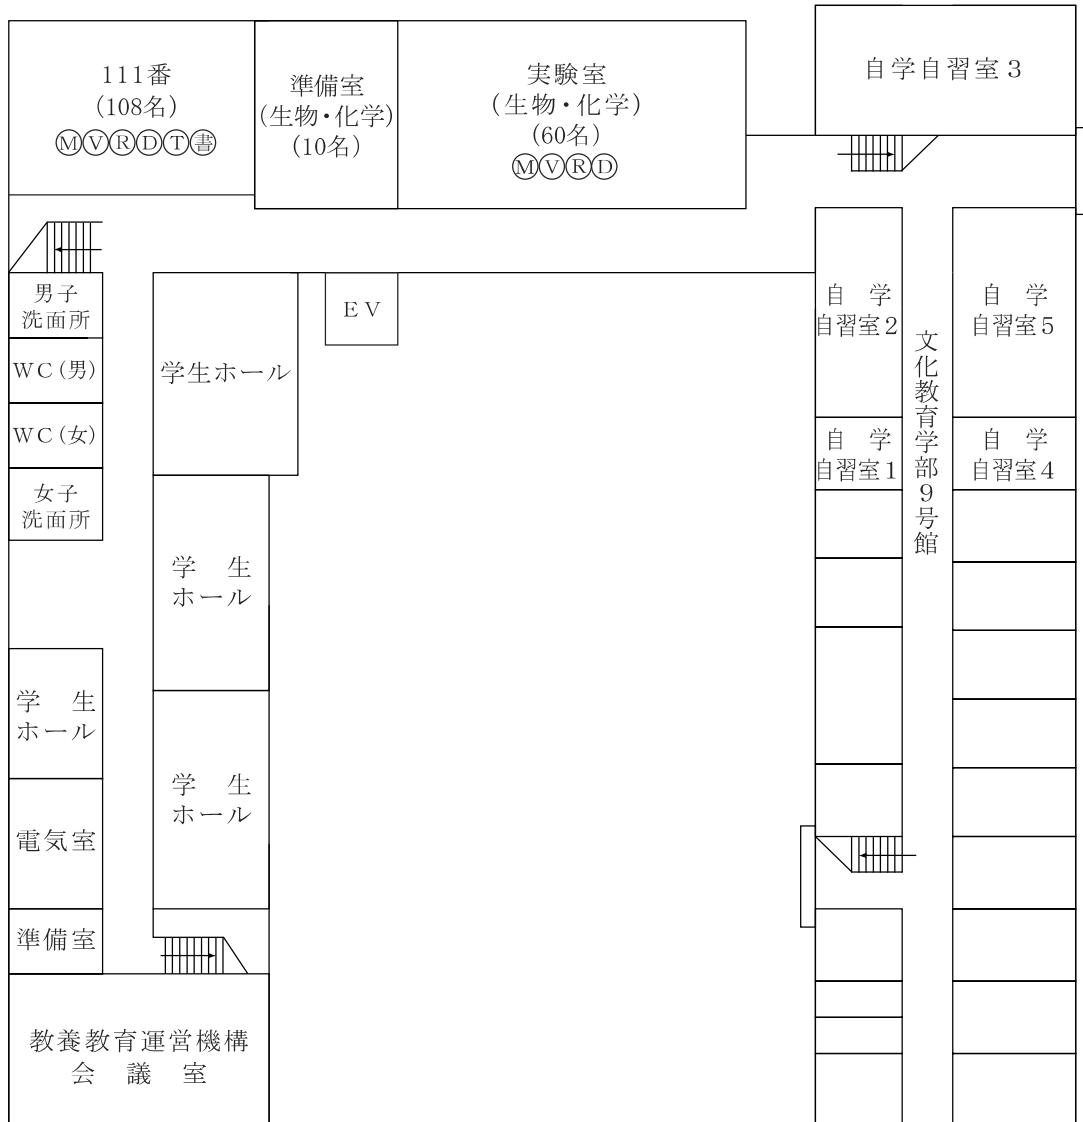 111番
(108名)
ⓂⓋⓇⒹⓉ㊢
準備室
(生物・化学)
(10名)
実験室
(生物・化学)
(60名)
ⓂⓋⓇⒹ
自学自習室3
男子
洗面所
WC(男)
WC(女)
女子
洗面所
学生ホール
EV
学生
ホール
学生
ホール
学生
ホール
電気室
準備室
教養教育運営機構
会議室
自学
自習室2
自学
自習室1
文化教育学部9号館
自学
自習室5
自学
自習室4